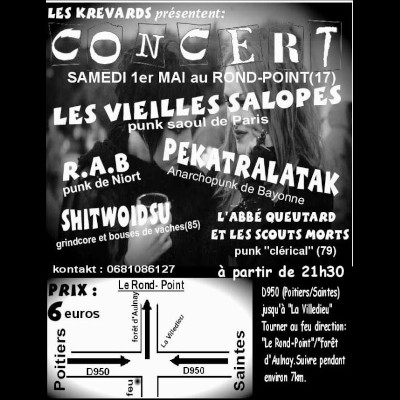 LES KREVARDS présentent:
CONCERT
SAMEDI 1er MAI au ROND-POINT(17)
LES VIEILLES SALOPES
punk saoul de Paris
R.A.B
punk de Niort
PEKATRALATAK
Anarchopunk de Bayonne
SHITWOIDSU
grindcore et bouses de vaches(85)
L'ABBÉ QUEUTARD
ET LES SCOUTS MORTS
punk "clérical" (79)
kontakt : 0681086127
à partir de 21h30
PRIX :
6 euros
Le Rond- Point
forêt d'Aulnay
La Villedieu
Poitiers
D950
D950
Saintes
feu
D950 (Poitiers/Saintes)
jusqu'à "La Villedieu"
Tourner au feu direction:
"Le Rond-Point"/"forêt
d'Aulnay.Suivre pendant
environ 7km.